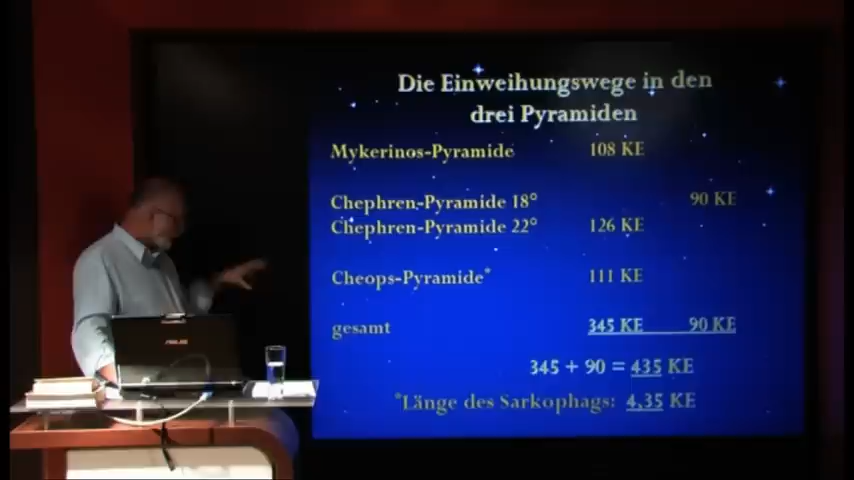 Die Einweihungswege in den
drei Pyramiden
Mykerinos-Pyramide 108 KE
Chephren-Pyramide 18° 90 KE
Chephren-Pyramide 22° 126 KE
Cheops-Pyramide* 111 KE
gesamt 345 KE 90 KE
345 + 90 = 435 KE
*Länge des Sarkophags: 4,35 KE
ASUS